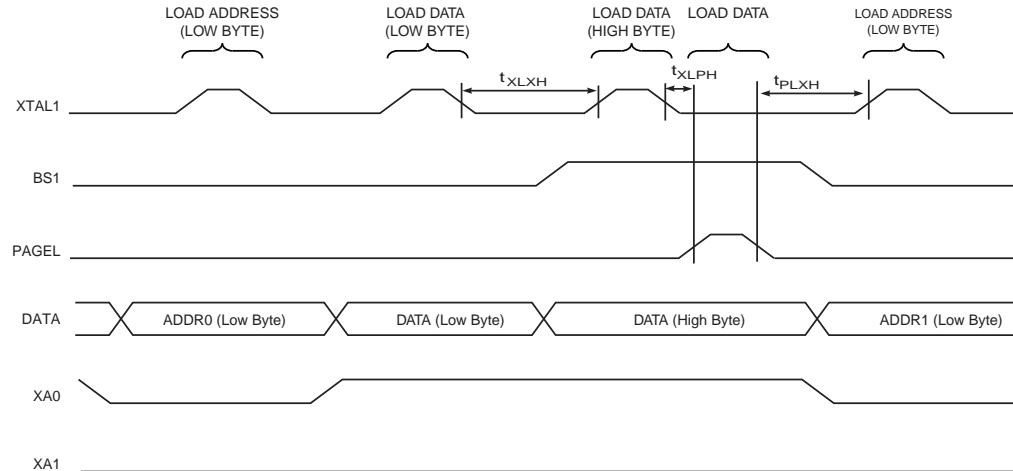 LOAD ADDRESS
(LOW BYTE)
LOAD DATA
(LOW BYTE)
LOAD DATA
(HIGH BYTE)
LOAD DATA
LOAD ADDRESS
(LOW BYTE)
XTAL1
tXLXH
tXLPH
tPLXH
BS1
PAGEL
DATA
ADDR0 (Low Byte)
DATA (Low Byte)
DATA (High Byte)
ADDR1 (Low Byte)
XA0
XA1